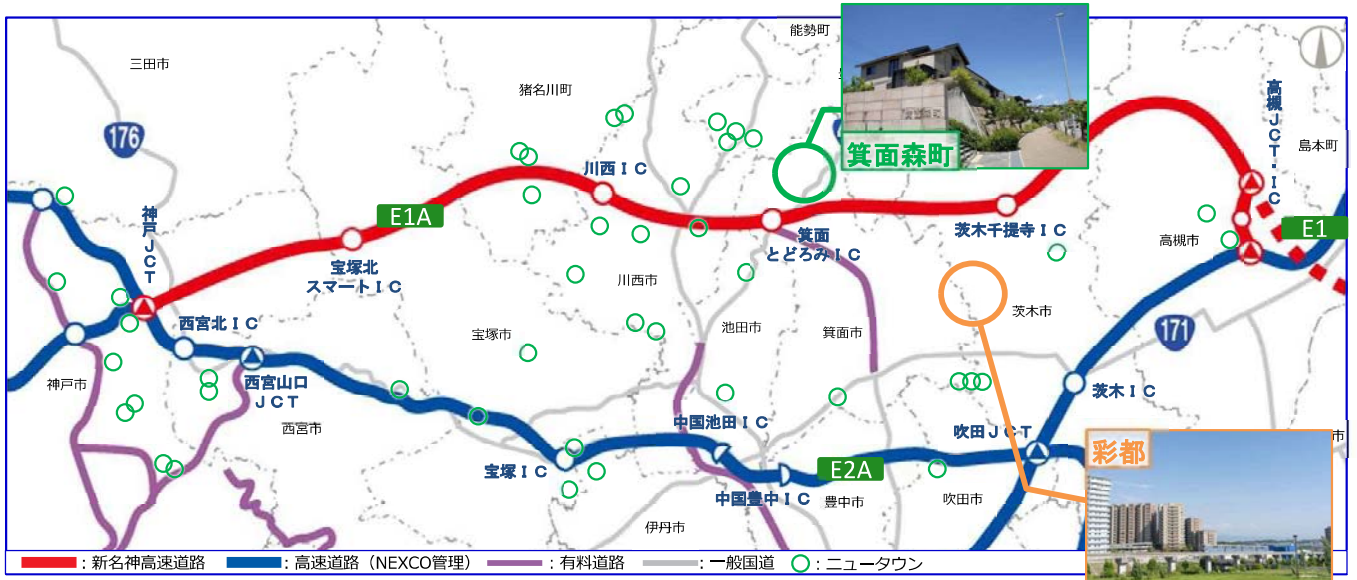 三田市
猪名川町
能勢町
島本町
176
神戸JCT
E1A
宝塚北
スマートIC
川西IC
箕面
とどろみIC
茨木千提寺IC
高槻JCT・IC
高槻市
E1
箕面森町
西宮北IC
西宮山口
JCT
神戸市
西宮市
宝塚市
川西市
池田市
箕面市
茨木市
171
茨木IC
宝塚IC
中国池田IC
中国豊中IC
E2A
吹田JCT
伊丹市
豊中市
吹田市
彩都
市
:新名神高速道路
:高速道路(NEXCO管理)
:有料道路
:一般国道
:ニュータウン